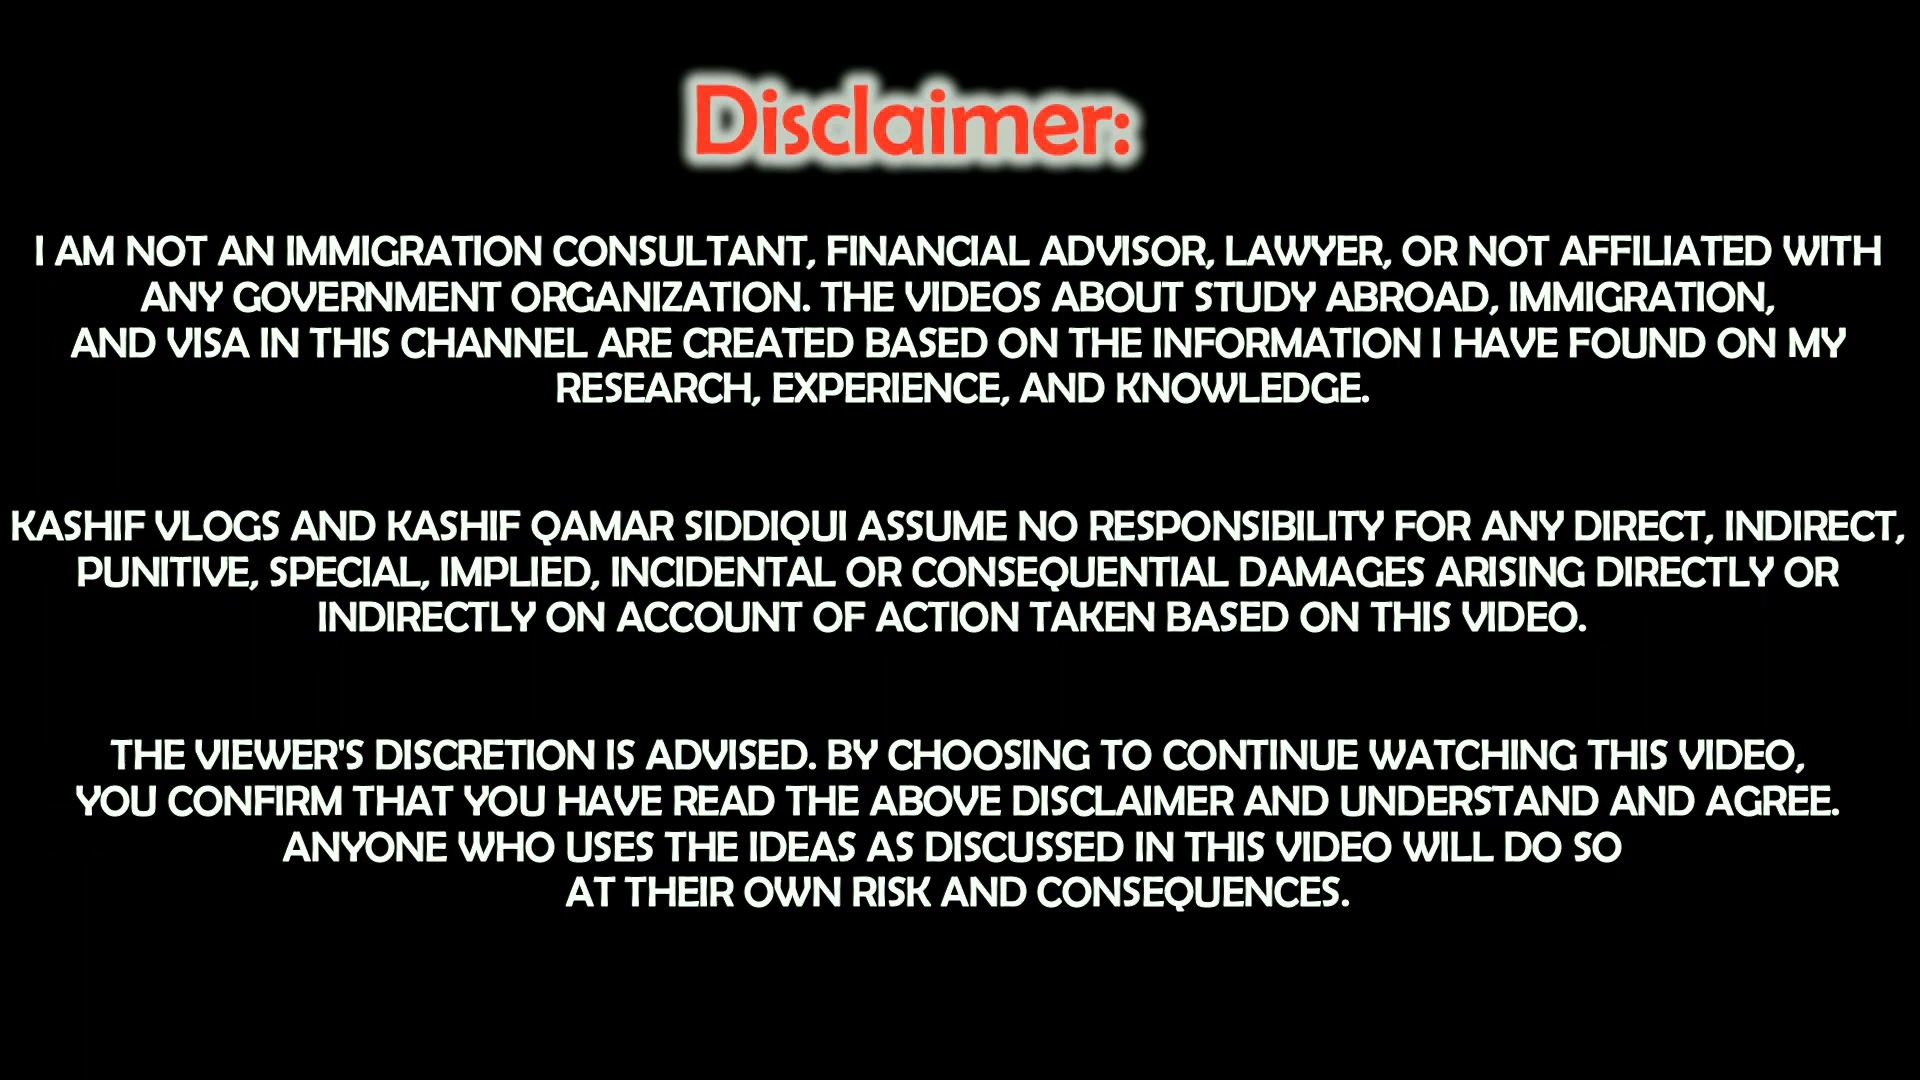 Disclaimer:
I AM NOT AN IMMIGRATION CONSULTANT, FINANCIAL ADVISOR, LAWYER, OR NOT AFFILIATED WITH
ANY GOVERNMENT ORGANIZATION. THE VIDEOS ABOUT STUDY ABROAD, IMMIGRATION,
AND VISA IN THIS CHANNEL ARE CREATED BASED ON THE INFORMATION I HAVE FOUND ON MY
RESEARCH, EXPERIENCE, AND KNOWLEDGE.
KASHIF VLOGS AND KASHIF QAMAR SIDDIQUI ASSUME NO RESPONSIBILITY FOR ANY DIRECT, INDIRECT,
PUNITIVE, SPECIAL, IMPLIED, INCIDENTAL OR CONSEQUENTIAL DAMAGES ARISING DIRECTLY OR
INDIRECTLY ON ACCOUNT OF ACTION TAKEN BASED ON THIS VIDEO.
THE VIEWER'S DISCRETION IS ADVISED. BY CHOOSING TO CONTINUE WATCHING THIS VIDEO,
YOU CONFIRM THAT YOU HAVE READ THE ABOVE DISCLAIMER AND UNDERSTAND AND AGREE.
ANYONE WHO USES THE IDEAS AS DISCUSSED IN THIS VIDEO WILL DO SO
AT THEIR OWN RISK AND CONSEQUENCES.